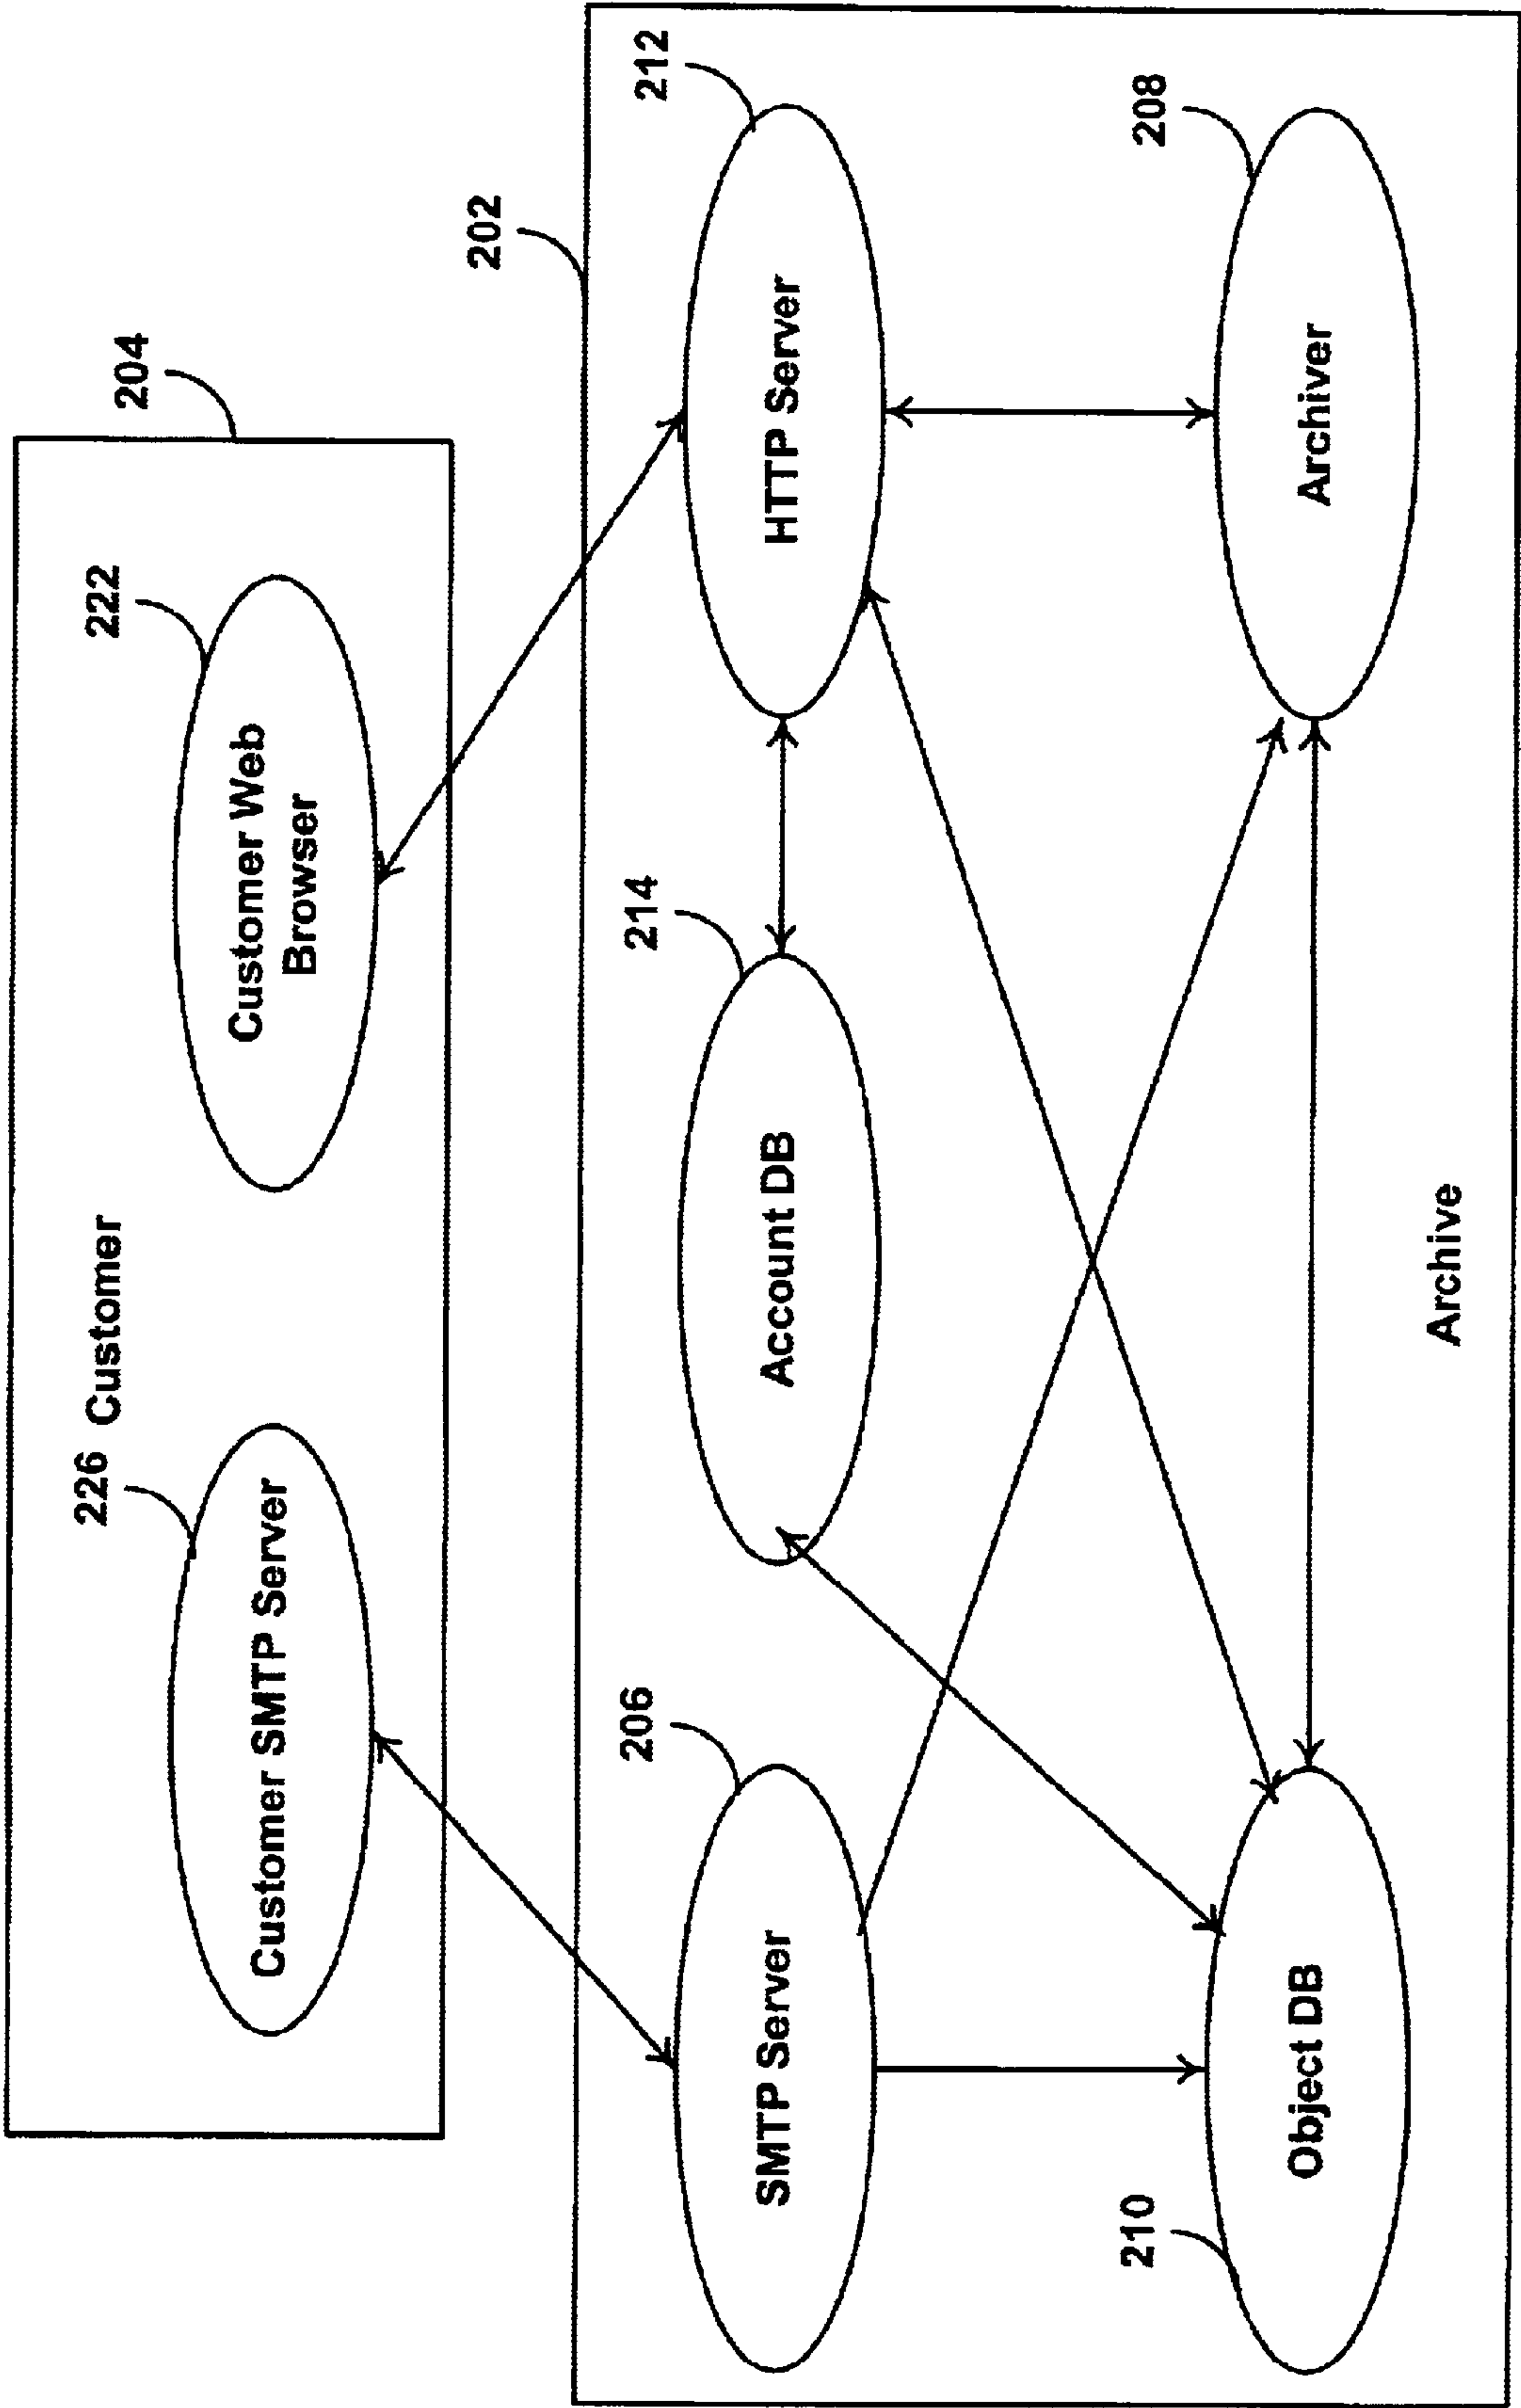 204
Customer
226
222
Customer SMTP Server
Customer Web
Browser
202
206
214
212
SMTP Server
Account DB
HTTP Server
210
208
Object DB
Archiver
Archive